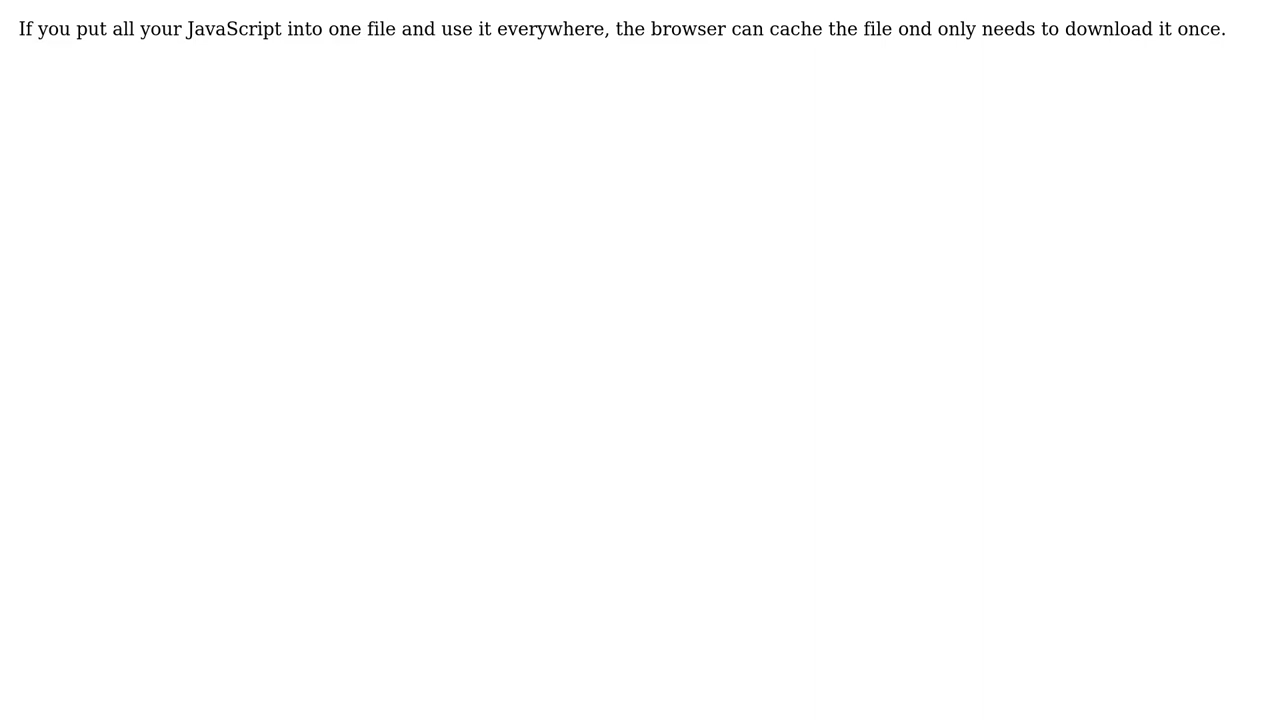 If you put all your JavaScript into one file and use it everywhere, the browser can cache the file ond only needs to download it once.